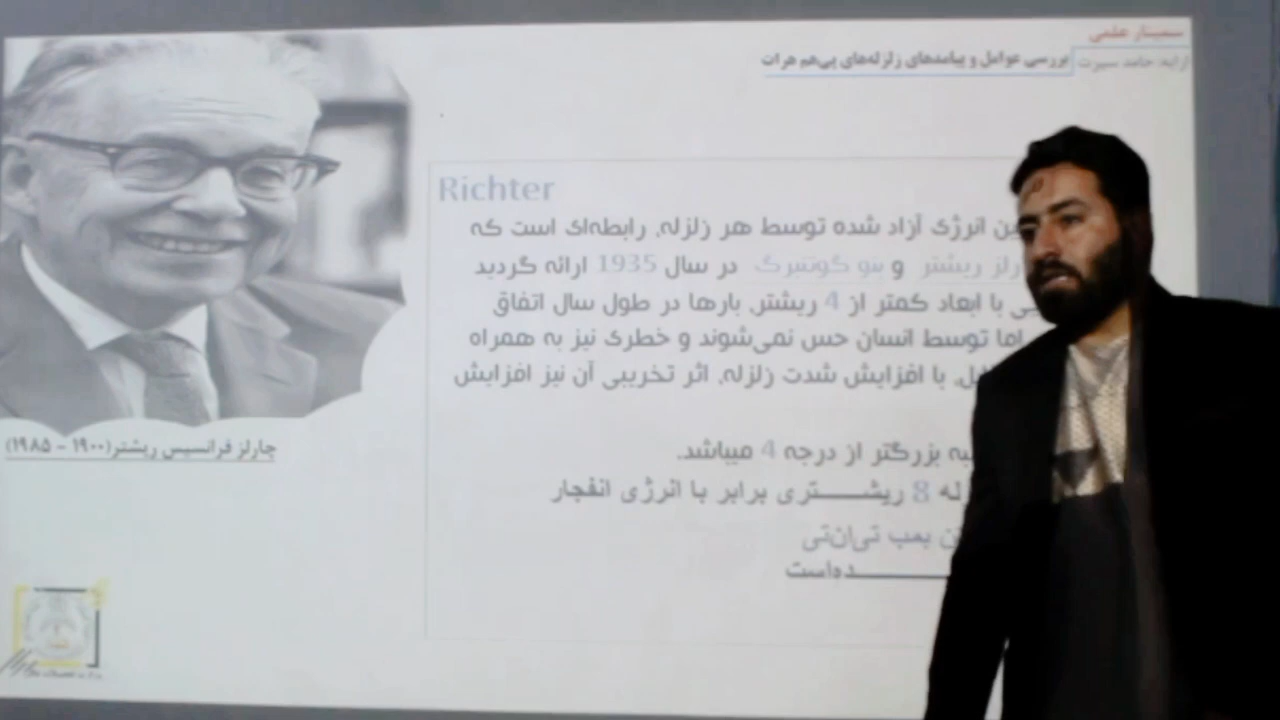 سمینار علمی
ارایه: حامد سیرت
بررسی عوامل و پیامدهای زلزله‌های پی‌هم هرات
Richter
انرژی آزاد شده توسط هر زلزله، رابطه‌ای است که
ریشتر و بنو گوتنبرگ در سال 1935 ارائه گردید
با ابعاد کمتر از 4 ریشتر، بارها در طول سال اتفاق
اما توسط انسان حس نمی‌شوند و خطری نیز به همراه
با افزایش شدت زلزله، اثر تخریبی آن نیز افزایش
بزرگتر از درجه 4 میباشد.
8 ریشتری برابر با انرژی انفجار
بمب تی‌ان‌تی
چارلز فرانسیس ریشتر(۱۹۰۰ - ۱۹۸۵)